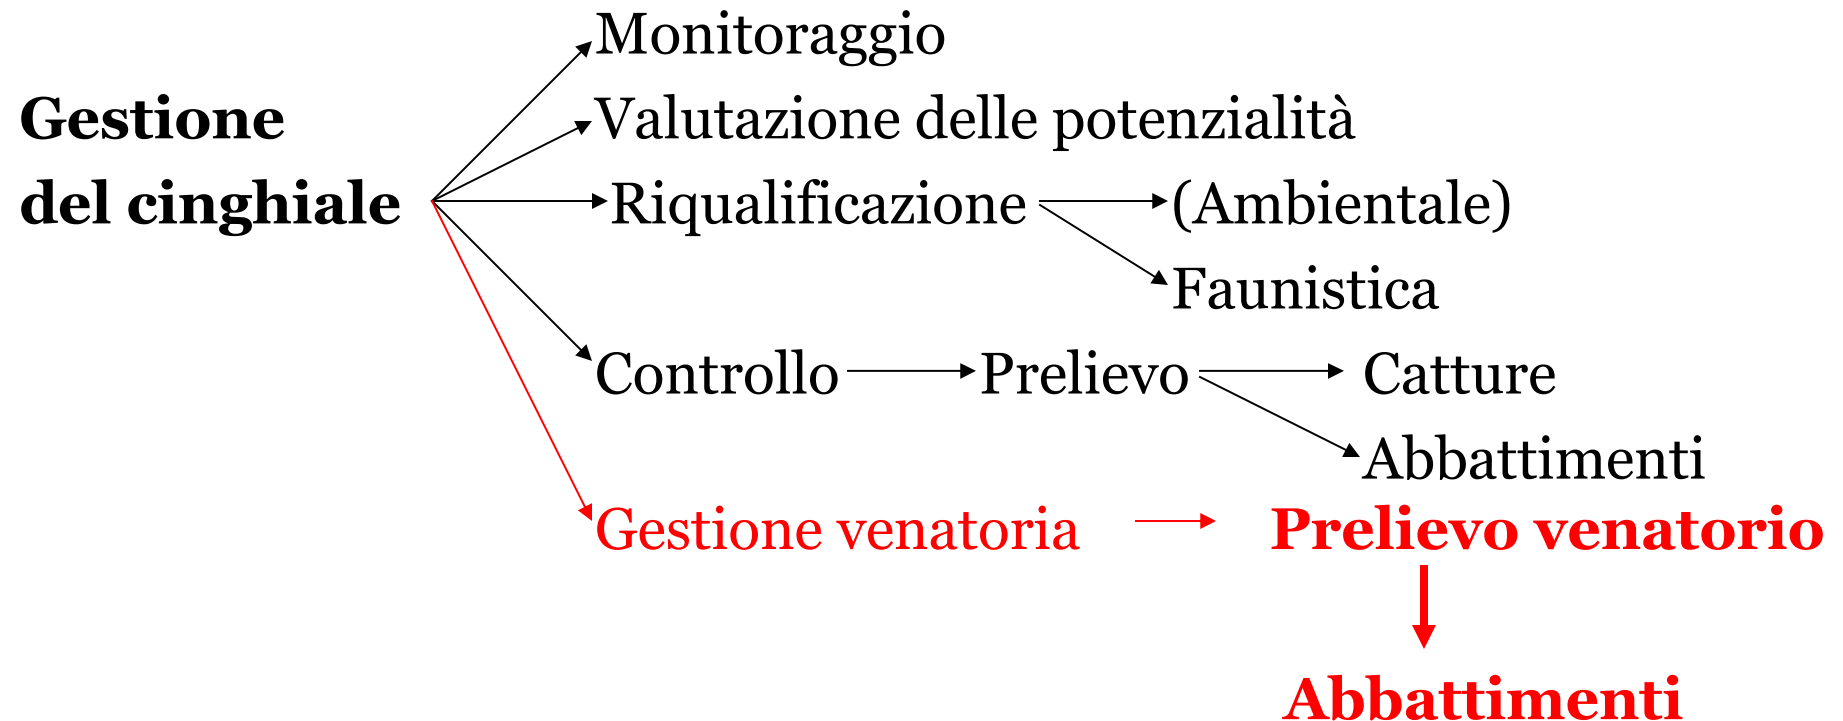 Monitoraggio
Gestione
Valutazione delle potenzialità
del cinghiale
Riqualificazione
(Ambientale)
Faunistica
Controllo
Prelievo
Catture
Abbattimenti
Gestione venatoria
Prelievo venatorio
Abbattimenti